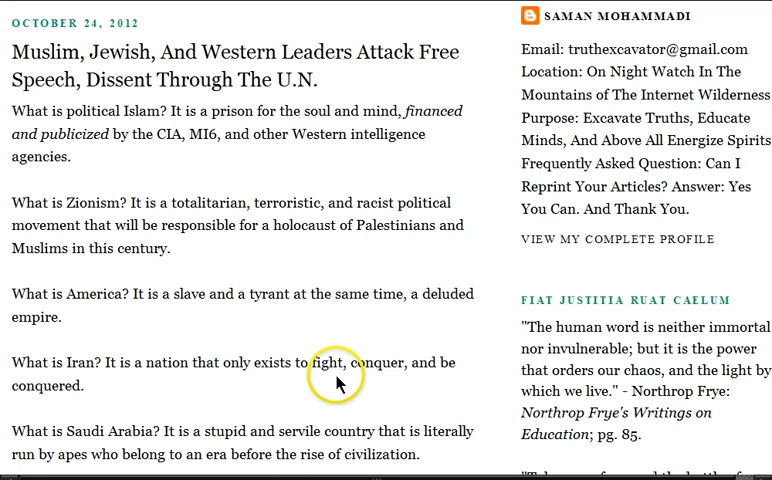 OCTOBER 24, 2012
Muslim, Jewish, And Western Leaders Attack Free
Speech, Dissent Through The U.N.
What is political Islam? It is a prison for the soul and mind, financed
and publicized by the CIA, MI6, and other Western intelligence
agencies.
What is Zionism? It is a totalitarian, terroristic, and racist political
movement that will be responsible for a holocaust of Palestinians and
Muslims in this century.
What is America? It is a slave and a tyrant at the same time, a deluded
empire.
What is Iran? It is a nation that only exists to fight, conquer, and be
conquered.
What is Saudi Arabia? It is a stupid and servile country that is literally
run by apes who belong to an era before the rise of civilization.
SAMAN MOHAMMADI
Email: truthexcavator@gmail.com
Location: On Night Watch In The
Mountains of The Internet Wilderness
Purpose: Excavate Truths, Educate
Minds, And Above All Energize Spirits
Frequently Asked Question: Can I
Reprint Your Articles? Answer: Yes
You Can. And Thank You.
VIEW MY COMPLETE PROFILE
FIAT JUSTITIA RUAT CAELUM
"The human word is neither immortal
nor invulnerable; but it is the power
that orders our chaos, and the light by
which we live." - Northrop Frye:
Northrop Frye's Writings on
Education; pg. 85.